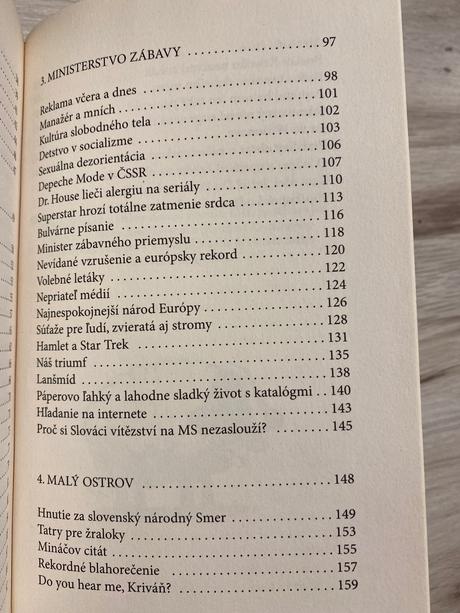 3. MINISTERSTVO ZÁBAVY ..................... 97
Reklama včera a dnes ..................... 98
Manažér a mních ..................... 101
Kultúra slobodného tela ..................... 102
Detstvo v socializme ..................... 103
Sexuálna dezorientácia ..................... 106
Depeche Mode v ČSSR ..................... 107
Dr. House lieči alergiu na seriály ..................... 110
Superstar hrozí totálne zatmenie srdca ..................... 113
Bulvárne písanie ..................... 116
Minister zábavného priemyslu ..................... 118
Nevídané vzrušenie a európsky rekord ..................... 120
Volebné letáky ..................... 122
Nepriateľ médií ..................... 124
Najnespokojnejší národ Európy ..................... 126
Súťaže pre ľudí, zvieratá aj stromy ..................... 128
Hamlet a Star Trek ..................... 131
Náš triumf ..................... 135
Lanšmíd ..................... 138
Páperovo ľahký a lahodne sladký život s katalógmi .. 140
Hľadanie na internete ..................... 143
Proč si Slováci vítězství na MS nezaslouží? ........ 145
4. MALÝ OSTROV ..................... 148
Hnutie za slovenský národný Smer ..................... 149
Tatry pre žraloky ..................... 153
Mináčov citát ..................... 155
Rekordné blahorečenie ..................... 157
Do you hear me, Kriváň? ..................... 159